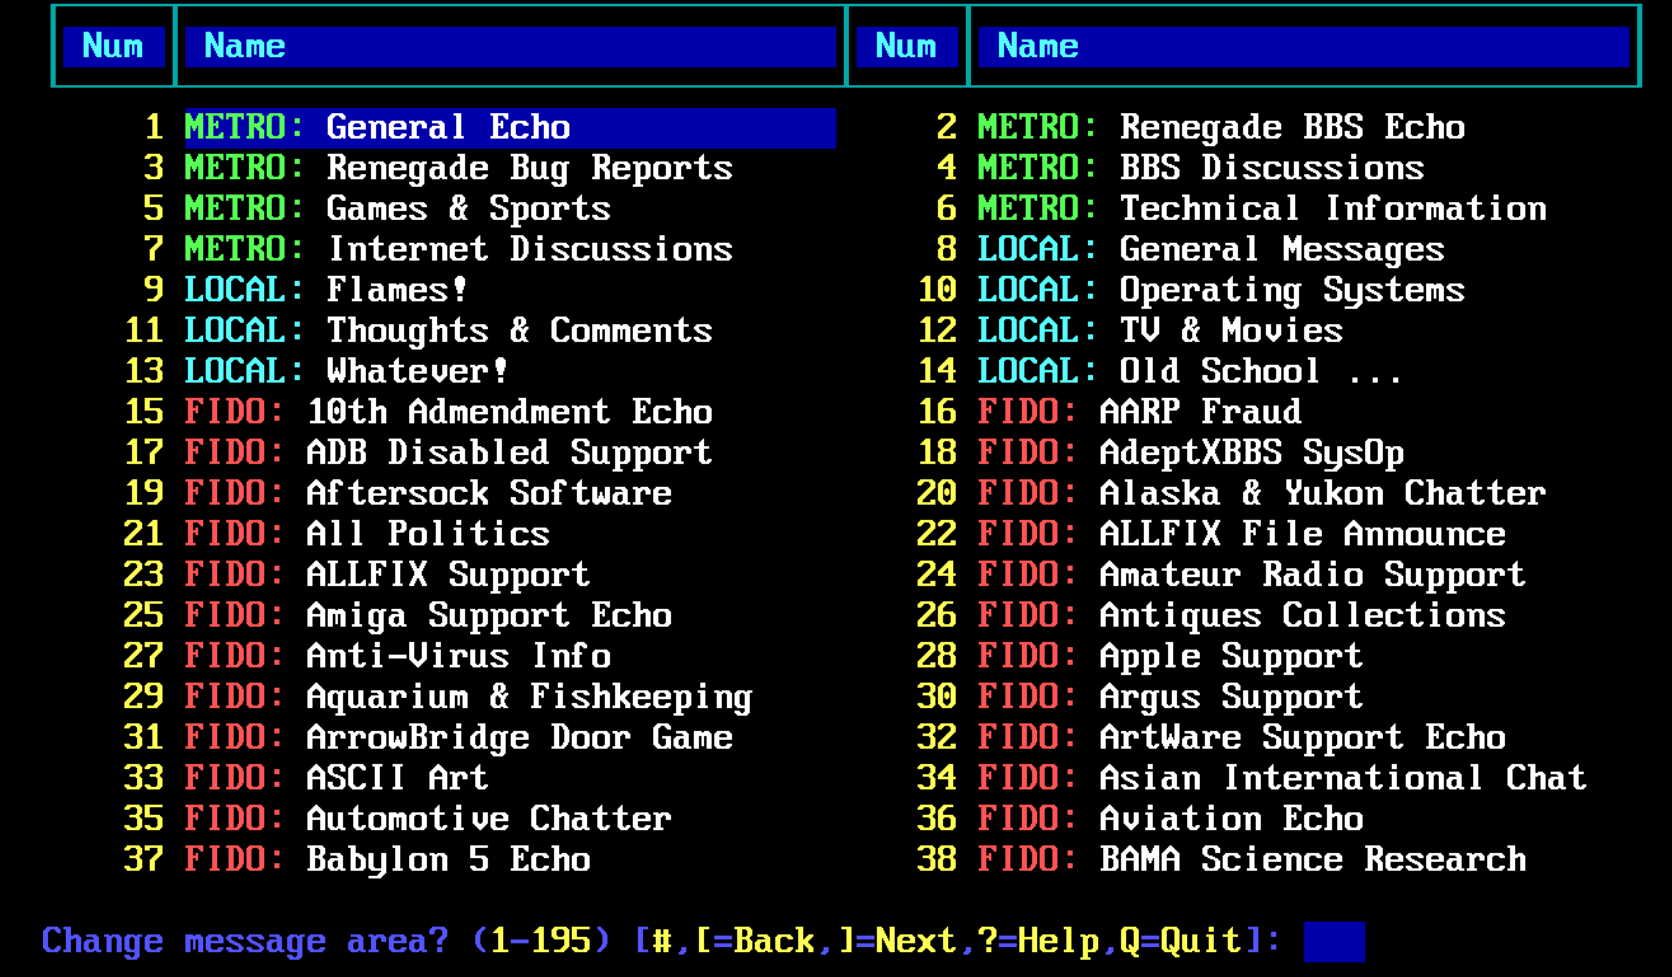 Num Name Num Name
1 METRO: General Echo 2 METRO: Renegade BBS Echo
3 METRO: Renegade Bug Reports 4 METRO: BBS Discussions
5 METRO: Games & Sports 6 METRO: Technical Information
7 METRO: Internet Discussions 8 LOCAL: General Messages
9 LOCAL: Flames! 10 LOCAL: Operating Systems
11 LOCAL: Thoughts & Comments 12 LOCAL: TV & Movies
13 LOCAL: Whatever! 14 LOCAL: Old School ...
15 FIDO: 10th Admendment Echo 16 FIDO: AARP Fraud
17 FIDO: ADB Disabled Support 18 FIDO: AdeptXBBS SysOp
19 FIDO: Aftersock Software 20 FIDO: Alaska & Yukon Chatter
21 FIDO: All Politics 22 FIDO: ALLFIX File Announce
23 FIDO: ALLFIX Support 24 FIDO: Amateur Radio Support
25 FIDO: Amiga Support Echo 26 FIDO: Antiques Collections
27 FIDO: Anti-Virus Info 28 FIDO: Apple Support
29 FIDO: Aquarium & Fishkeeping 30 FIDO: Argus Support
31 FIDO: ArrowBridge Door Game 32 FIDO: ArtWare Support Echo
33 FIDO: ASCII Art 34 FIDO: Asian International Chat
35 FIDO: Automotive Chatter 36 FIDO: Aviation Echo
37 FIDO: Babylon 5 Echo 38 FIDO: BAMA Science Research
Change message area? (1-195) [#,[=Back,]=Next,?=Help,Q=Quit]: